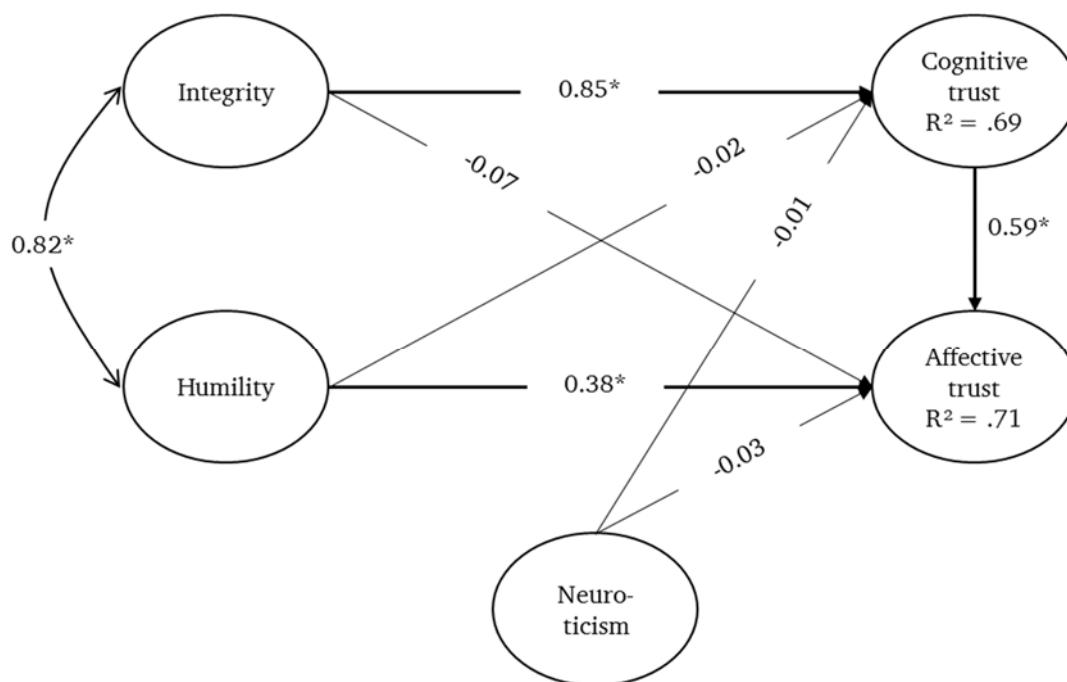 Integrity
0.85*
Cognitive
trust
R² = .69
-0.07
-0.02
-0.01
0.82*
0.59*
Humility
0.38*
Affective
trust
R² = .71
-0.03
Neuro-
ticism